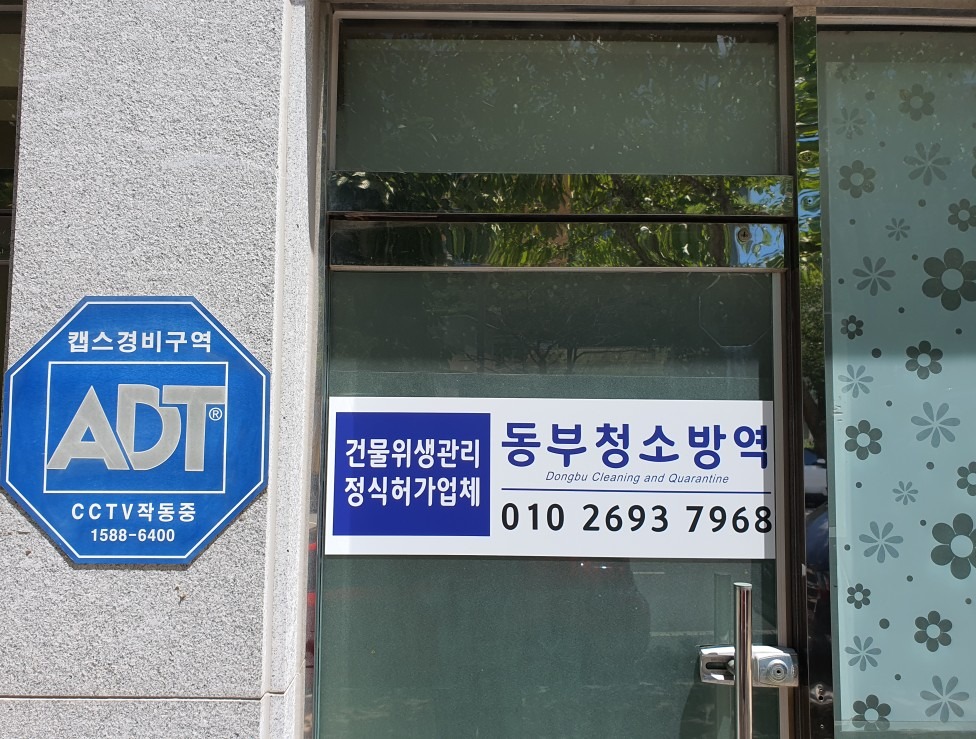 캡스경비구역
ADT®
CCTV작동중
1588-6400
건물위생관리
정식허가업체
동부청소방역
Dongbu Cleaning and Quarantine
010 2693 7968